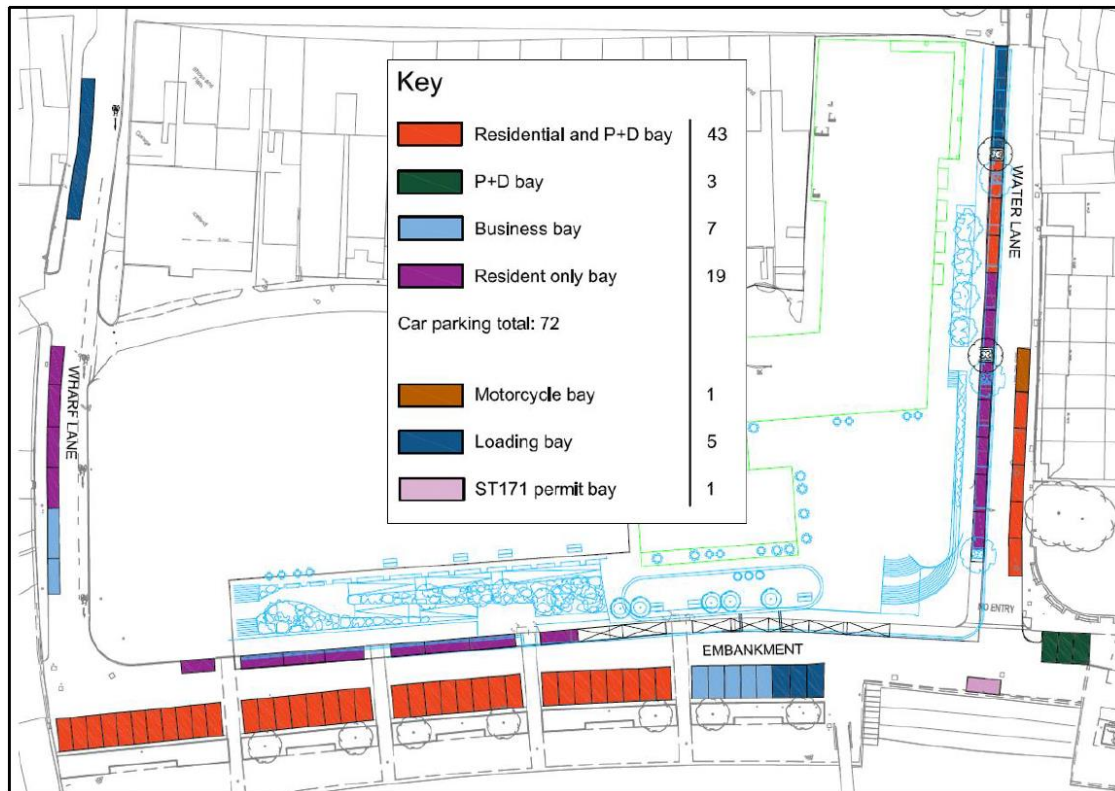 Key
Residential and P+D bay 43
P+D bay 3
Business bay 7
Resident only bay 19
Car parking total: 72
Motorcycle bay 1
Loading bay 5
ST171 permit bay 1
WATER LANE
WHARF LANE
NO ENTRY
EMBANKMENT
Garage